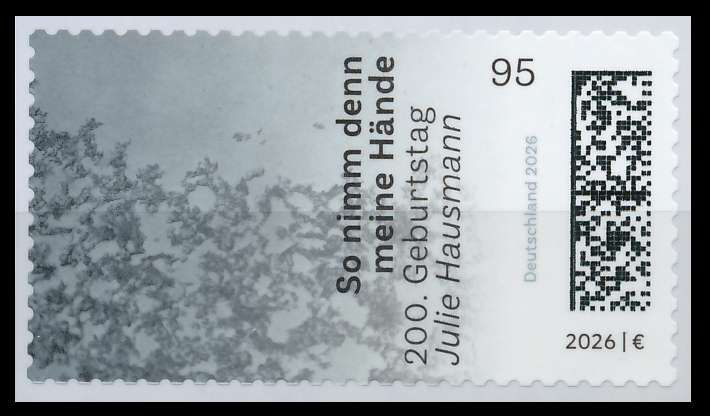 So nimm denn
meine Hände
200. Geburtstag
Julie Hausmann
95
Deutschland 2026
2026 | €